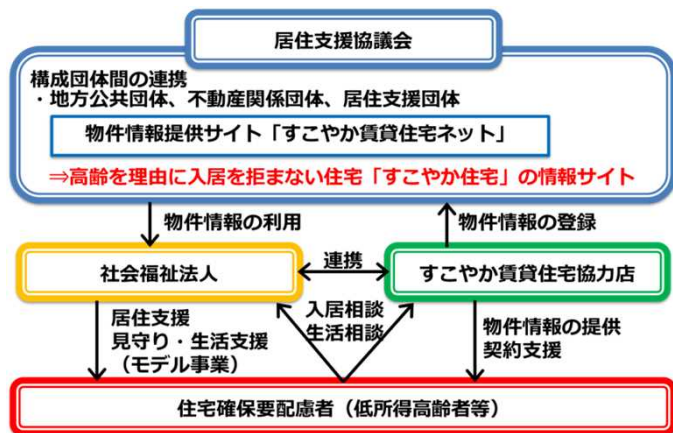 居住支援協議会
構成団体間の連携
・地方公共団体、不動産関係団体、居住支援団体
物件情報提供サイト「すこやか賃貸住宅ネット」
⇒高齢を理由に入居を拒まない住宅「すこやか住宅」の情報サイト
物件情報の利用
物件情報の登録
社会福祉法人
連携
すこやか賃貸住宅協力店
居住支援
見守り・生活支援
（モデル事業）
入居相談
生活相談
物件情報の提供
契約支援
住宅確保要配慮者（低所得高齢者等）